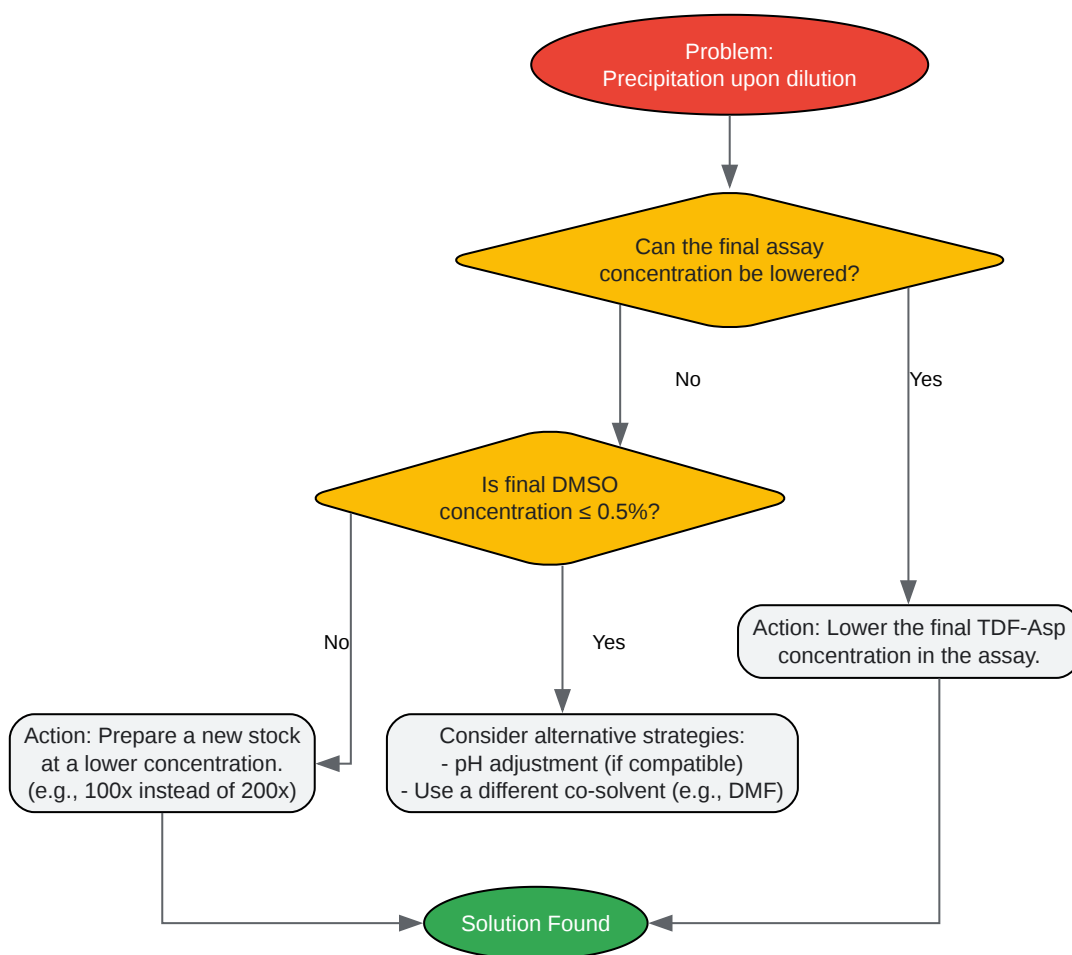 Problem:
Precipitation upon dilution
Can the final assay
concentration be lowered?
No
Yes
Is final DMSO
concentration ≤ 0.5%?
No
Yes
Action: Lower the final TDF-Asp
concentration in the assay.
Action: Prepare a new stock
at a lower concentration.
(e.g., 100x instead of 200x)
Consider alternative strategies:
- pH adjustment (if compatible)
- Use a different co-solvent (e.g., DMF)
Solution Found